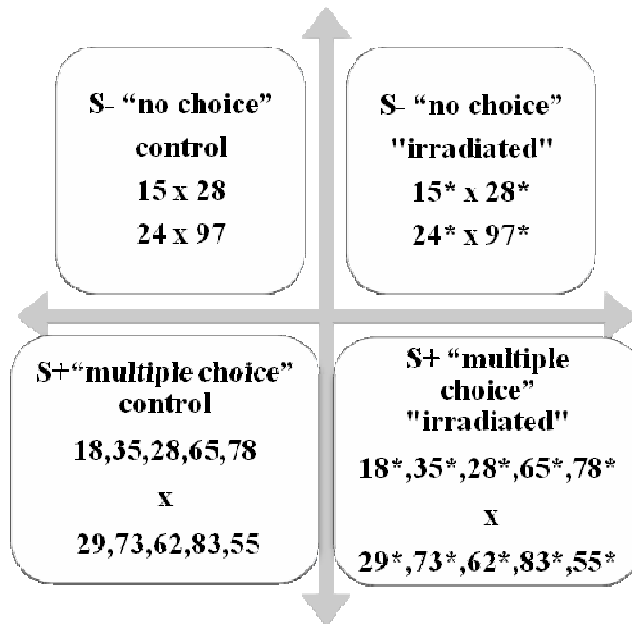 S- “no choice”
control
15 x 28
24 x 97
S- “no choice”
"irradiated"
15* x 28*
24* x 97*
S+“multiple choice”
control
18,35,28,65,78
x
29,73,62,83,55
S+ “multiple
choice”
"irradiated"
18*,35*,28*,65*,78*
x
29*,73*,62*,83*,55*